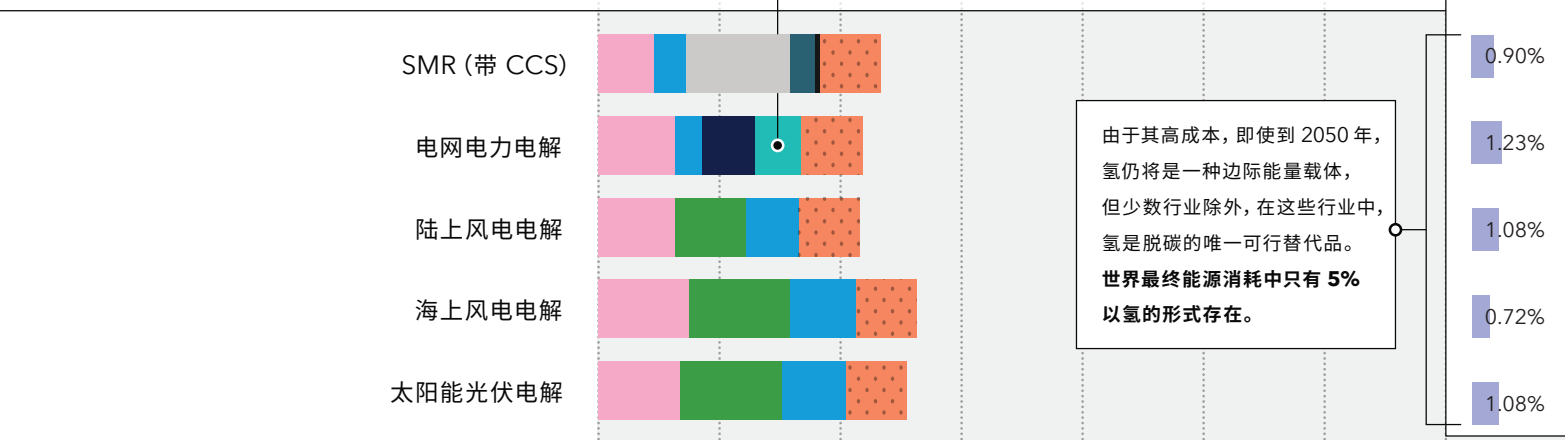 SMR（带 CCS）
0.90%
电网电力电解
1.23%
陆上风电电解
1.08%
海上风电电解
0.72%
太阳能光伏电解
1.08%
由于其高成本，即使到 2050 年，
氢仍将是一种边际能量载体，
但少数行业除外，在这些行业中，
氢是脱碳的唯一可行替代品。
世界最终能源消耗中只有 5%
以氢的形式存在。